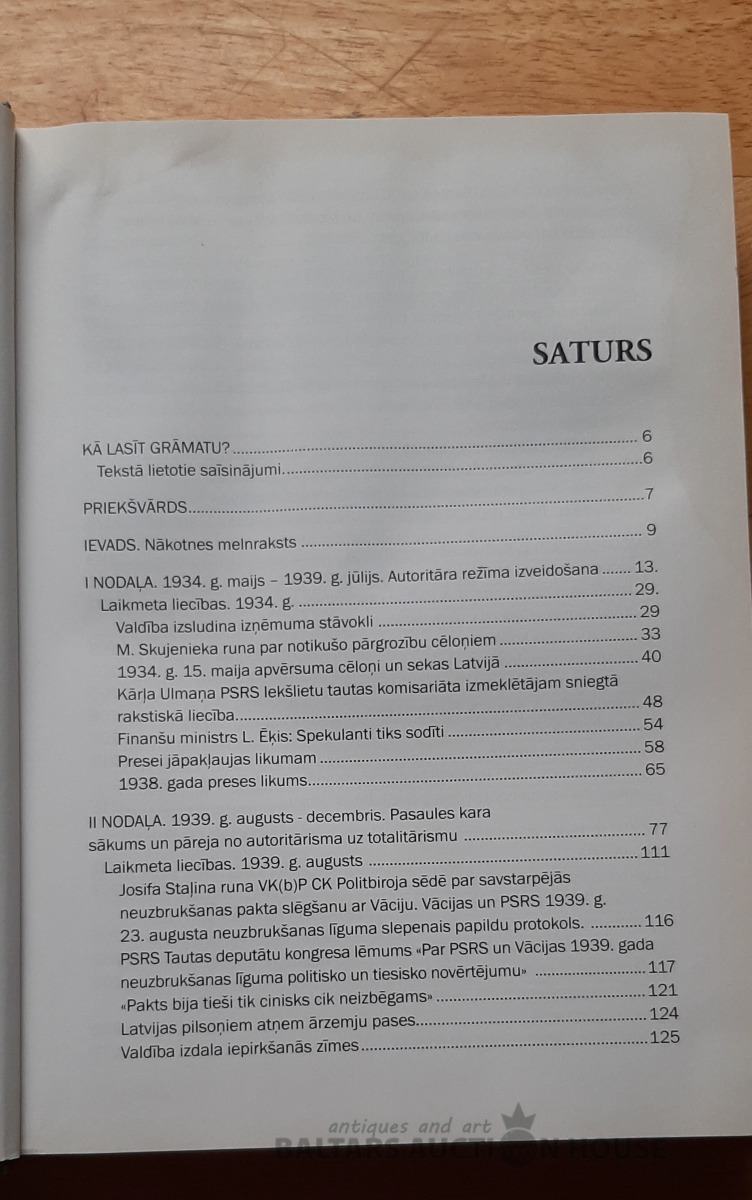 SATURS
KĀ LASĪT GRĀMATU? 6
Tekstā lietotie saīsinājumi. 6
PRIEKŠVĀRDS 7
IEVADS. Nākotnes melnraksts 9
I NODAĻA. 1934. g. maijs – 1939. g. jūlijs. Autoritāra režīma izveidošana 13.
Laikmeta liecības. 1934. g. 29.
Valdība izsludina izņēmuma stāvokli 29
M. Skujenieka runa par notikušo pārgrozību cēloņiem 33
1934. g. 15. maija apvērsuma cēloņi un sekas Latvijā 40
Kārļa Ulmaņa PSRS Iekšlietu tautas komisariāta izmeklētājam sniegtā
rakstiskā liecība 48
Finanšu ministrs L. Ēķis: Spekulanti tiks sodīti 54
Presei jāpakļaujas likumam 58
1938. gada preses likums 65
II NODAĻA. 1939. g. augusts - decembris. Pasaules kara
sākums un pāreja no autoritārisma uz totalitārismu 77
Laikmeta liecības. 1939. g. augusts 111
Josifa Staļina runa VK(b)P CK Politbiroja sēdē par savstarpējās
neuzbrukšanas pakta slēgšanu ar Vāciju. Vācijas un PSRS 1939. g.
23. augusta neuzbrukšanas līguma slepenais papildu protokols. 116
PSRS Tautas deputātu kongresa lēmums «Par PSRS un Vācijas 1939. gada
neuzbrukšanas līguma politisko un tiesisko novērtējumu» 117
«Pakts bija tieši tik cinisks cik neizbēgams» 121
Latvijas pilsoņiem atņem ārzemju pases 124
Valdība izdala iepirkšanās zīmes 125
antiques and art
BALTARS AUCTION HOUSE